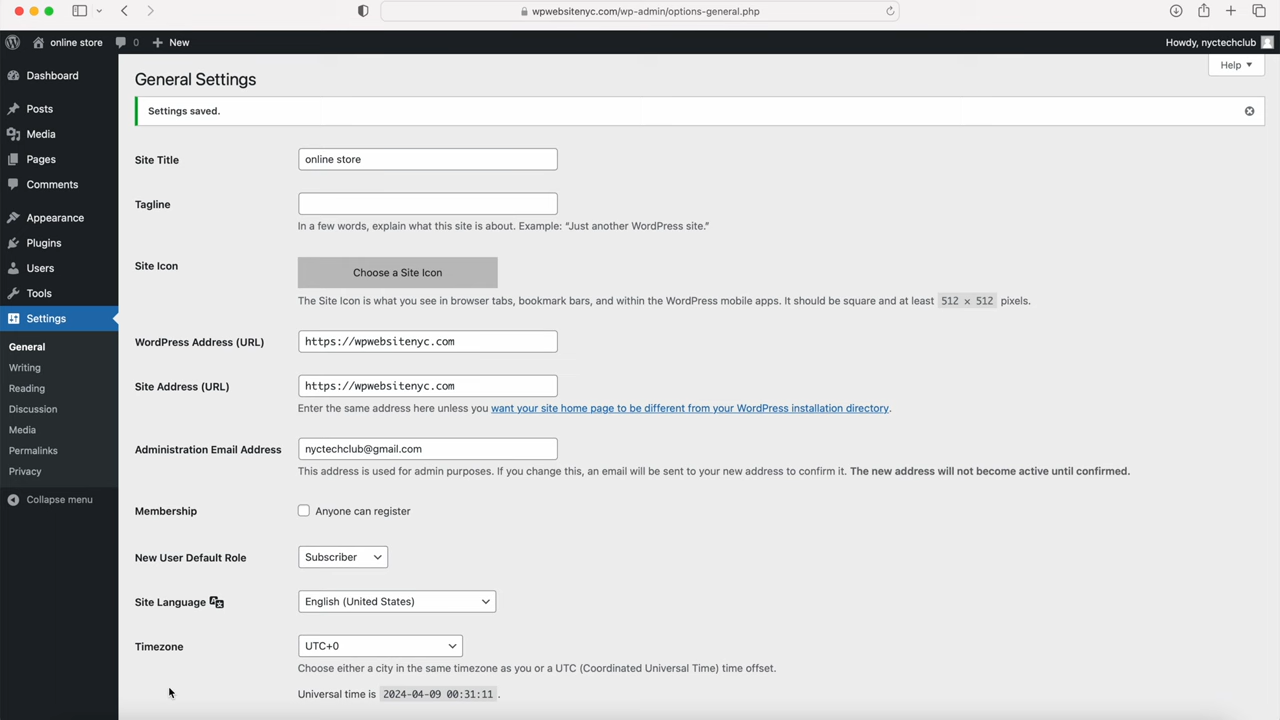 wpwebsitenyc.com/wp-admin/options-general.php
online store
0
New
Howdy, nyctechclub
Help
Dashboard
Posts
Media
Pages
Comments
Appearance
Plugins
Users
Tools
Settings
General
Writing
Reading
Discussion
Media
Permalinks
Privacy
Collapse menu
General Settings
Settings saved.
Site Title
online store
Tagline
In a few words, explain what this site is about. Example: “Just another WordPress site.”
Site Icon
Choose a Site Icon
The Site Icon is what you see in browser tabs, bookmark bars, and within the WordPress mobile apps. It should be square and at least 512 × 512 pixels.
WordPress Address (URL)
https://wpwebsitenyc.com
Site Address (URL)
https://wpwebsitenyc.com
Enter the same address here unless you want your site home page to be different from your WordPress installation directory.
Administration Email Address
nyctechclub@gmail.com
This address is used for admin purposes. If you change this, an email will be sent to your new address to confirm it. The new address will not become active until confirmed.
Membership
Anyone can register
New User Default Role
Subscriber
Site Language
English (United States)
Timezone
UTC+0
Choose either a city in the same timezone as you or a UTC (Coordinated Universal Time) time offset.
Universal time is 2024-04-09 00:31:11 .